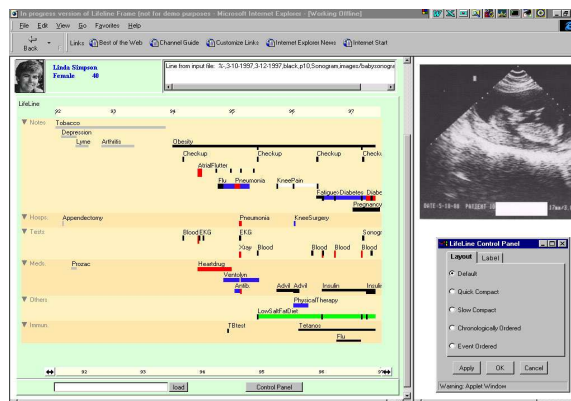 In progress version of Lifeline Frame (not for demo purposes - Microsoft Internet Explorer - [Working Offline]
File Edit View Go Favorites Help
Back Links Best of the Web Channel Guide Customize Links Internet Explorer News Internet Start
Linda Simpson
Female 40
Line from input file: %-,3-10-1997,3-12-1997,black,p10,Sonogram,images/babysonogra
LifeLine
92 93 94 95 96 97
Notes Tobacco
Depression
Lyme Arthritis Obesity
Checkup Checkup Checkup Checku
AtrialFlutter
Flu Pneumonia KneePain
Fatigue Diabetes Diabe
Pregnancy
Hosps. Appendectomy Pneumonia KneeSurgery
Tests Blood EKG EKG Sonogr
Xray Blood Blood Blood Blood
Meds. Prozac Heartdrug
Ventolyn
Antib. Advil Advil Insulin Insuli
Others PhysicalTherapy
LowSaltFatDiet
Immun. TBtest Tetanos
Flu
92 93 94 95 96 97
load Control Panel
LifeLine Control Panel
Layout Label
Default
Quick Compact
Slow Compact
Chronologically Ordered
Event Ordered
Apply OK Cancel
Warning: Applet Window